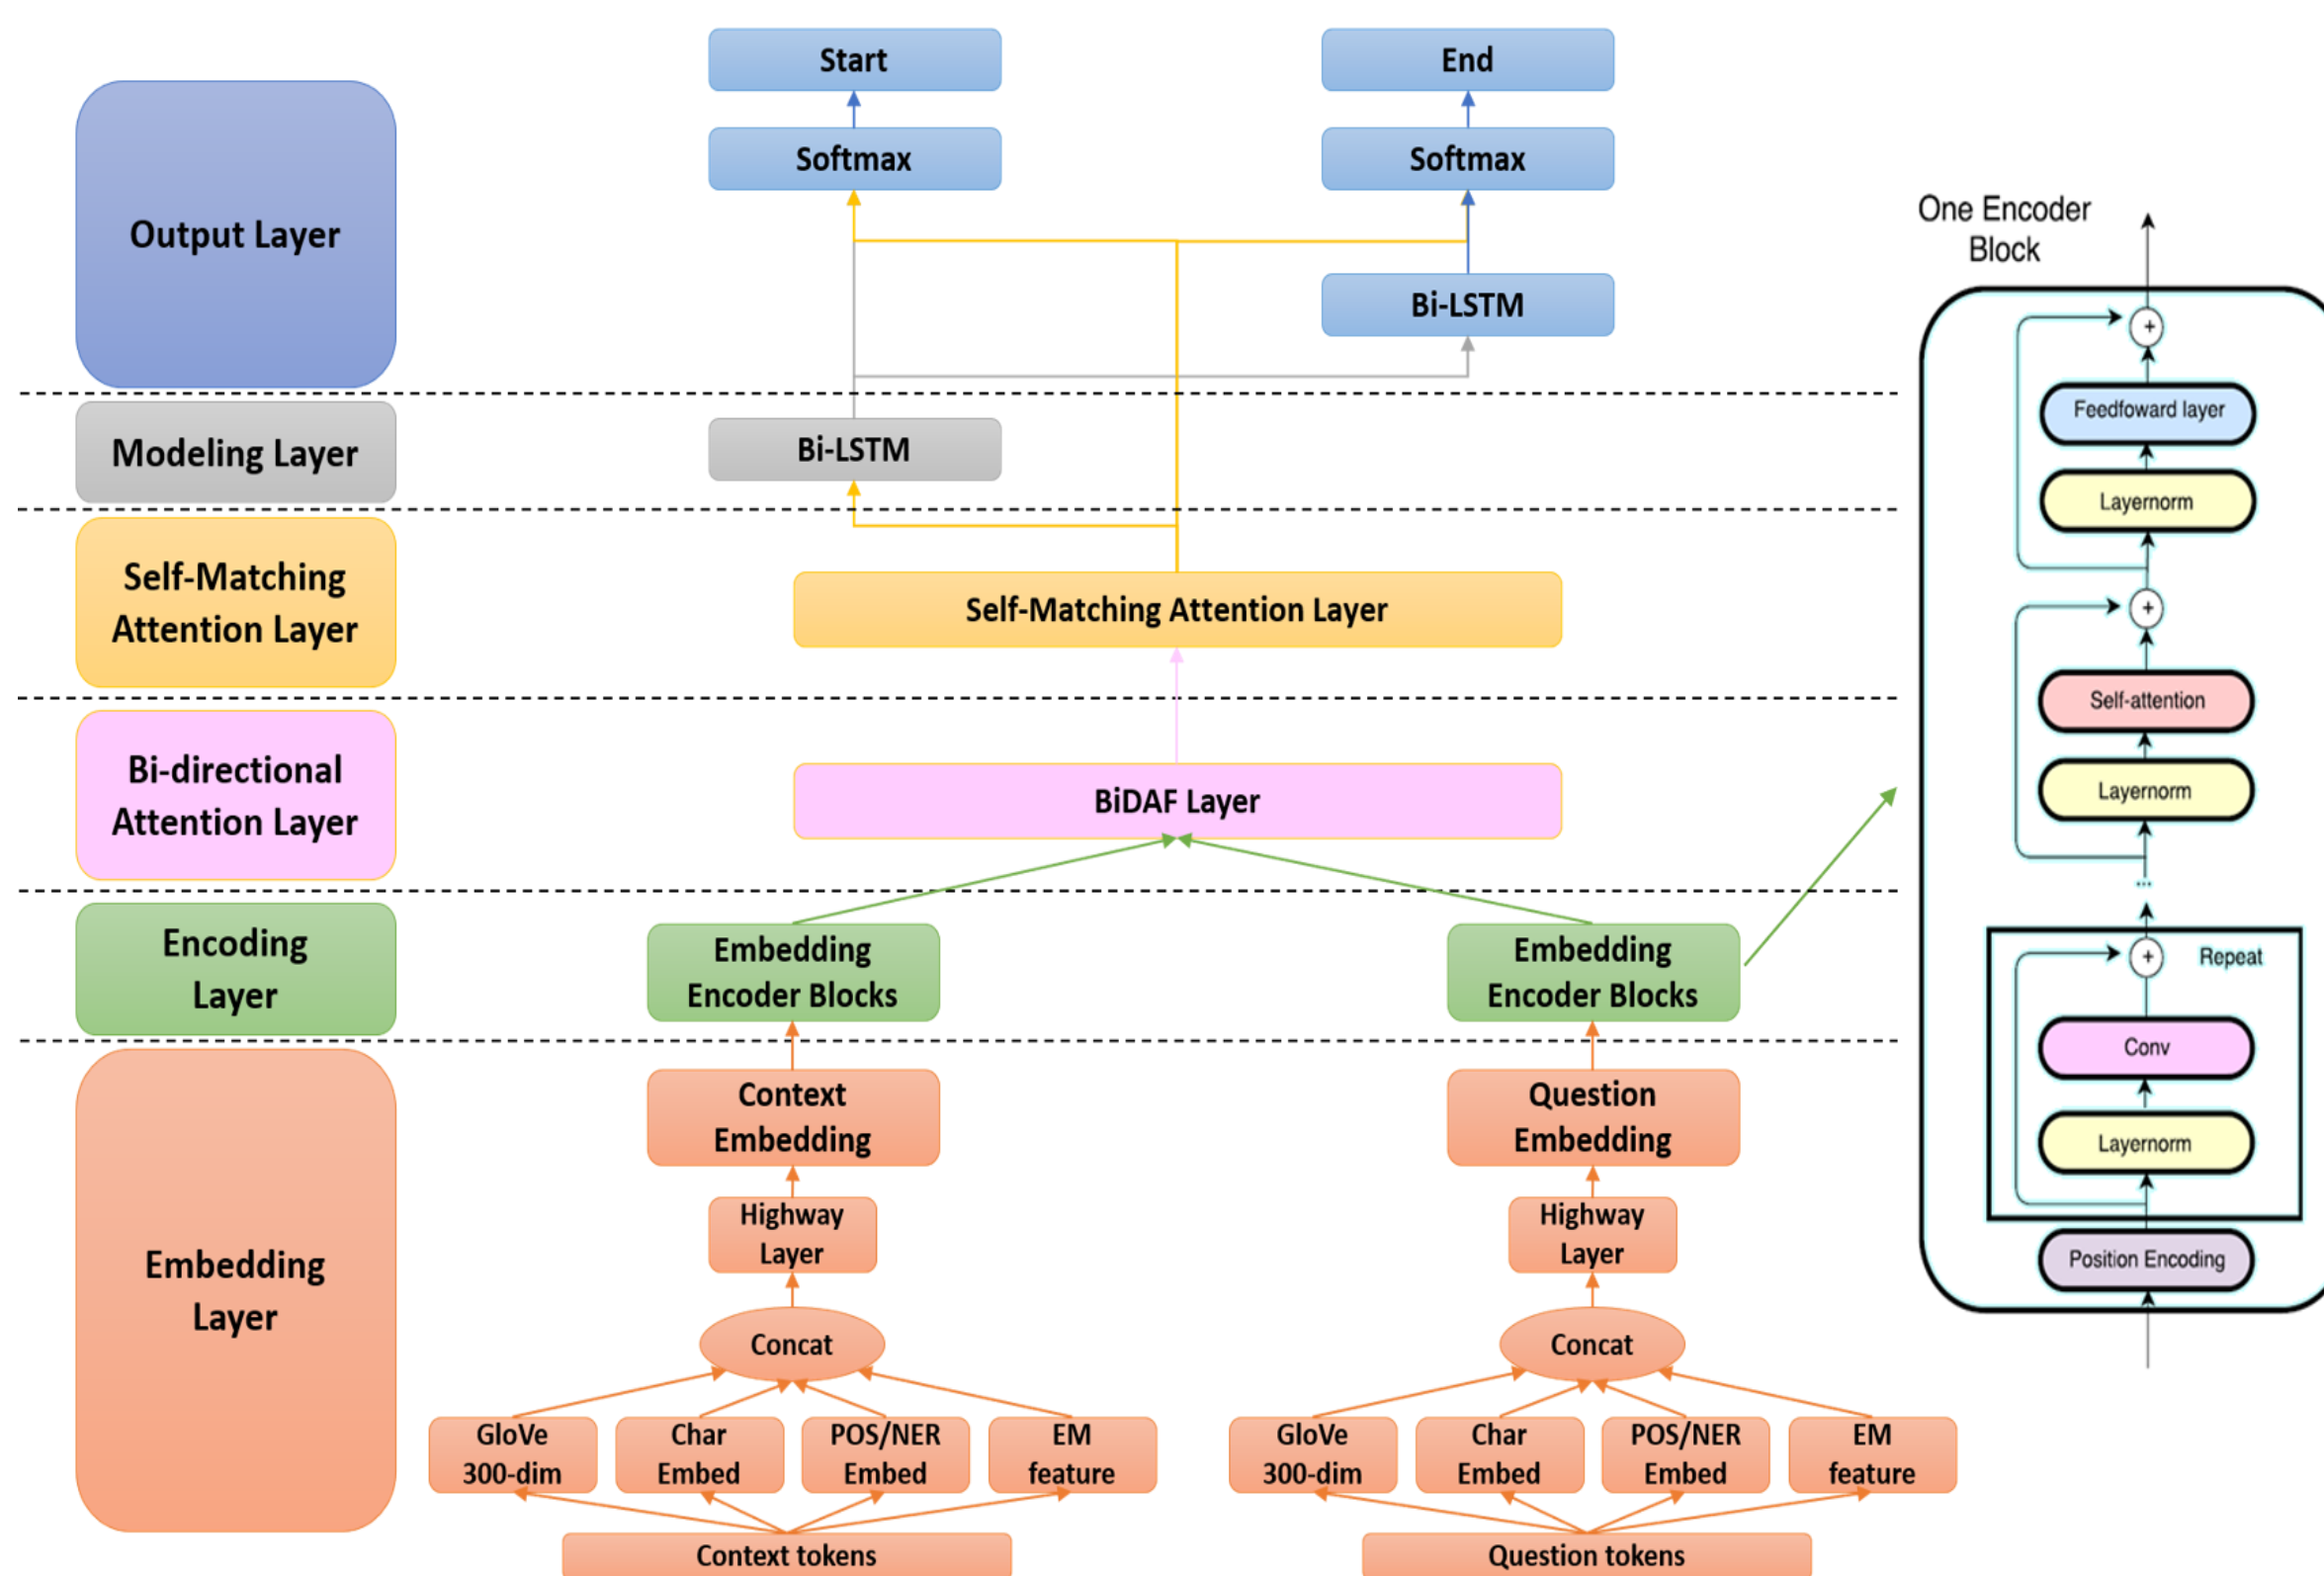 Start
End
Softmax
Softmax
Output Layer
Bi-LSTM
Modeling Layer
Bi-LSTM
Self-Matching
Attention Layer
Self-Matching Attention Layer
Bi-directional
Attention Layer
BiDAF Layer
Encoding
Layer
Embedding
Encoder Blocks
Embedding
Encoder Blocks
Embedding
Layer
Context
Embedding
Question
Embedding
Highway
Layer
Highway
Layer
Concat
Concat
GloVe
300-dim
Char
Embed
POS/NER
Embed
EM
feature
GloVe
300-dim
Char
Embed
POS/NER
Embed
EM
feature
Context tokens
Question tokens
One Encoder
Block
+
Feedfoward layer
Layernorm
+
Self-attention
Layernorm
...
+
Repeat
Conv
Layernorm
Position Encoding